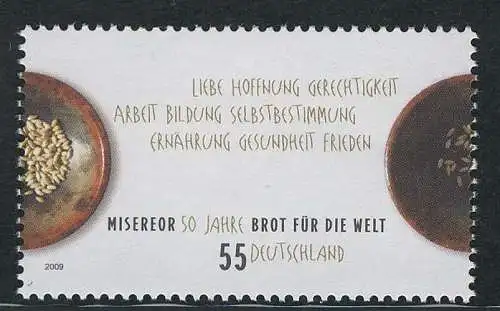 LIEBE HOFFNUNG GERECHTIGKEIT
ARBEIT BILDUNG SELBSTBESTIMMUNG
ERNÄHRUNG GESUNDHEIT FRIEDEN
MISEREOR 50 JAHRE BROT FÜR DIE WELT
55 DEUTSCHLAND
2009